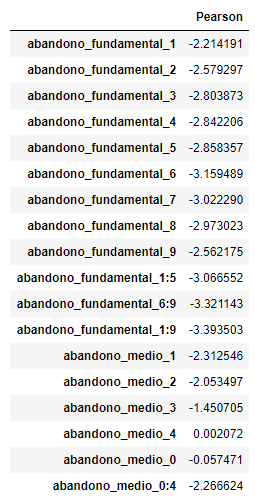 Pearson
abandono_fundamental_1 -2.214191
abandono_fundamental_2 -2.579297
abandono_fundamental_3 -2.803873
abandono_fundamental_4 -2.842206
abandono_fundamental_5 -2.858357
abandono_fundamental_6 -3.159489
abandono_fundamental_7 -3.022290
abandono_fundamental_8 -2.973023
abandono_fundamental_9 -2.562175
abandono_fundamental_1:5 -3.066552
abandono_fundamental_6:9 -3.321143
abandono_fundamental_1:9 -3.393503
abandono_medio_1 -2.312546
abandono_medio_2 -2.053497
abandono_medio_3 -1.450705
abandono_medio_4 0.002072
abandono_medio_0 -0.057471
abandono_medio_0:4 -2.266624